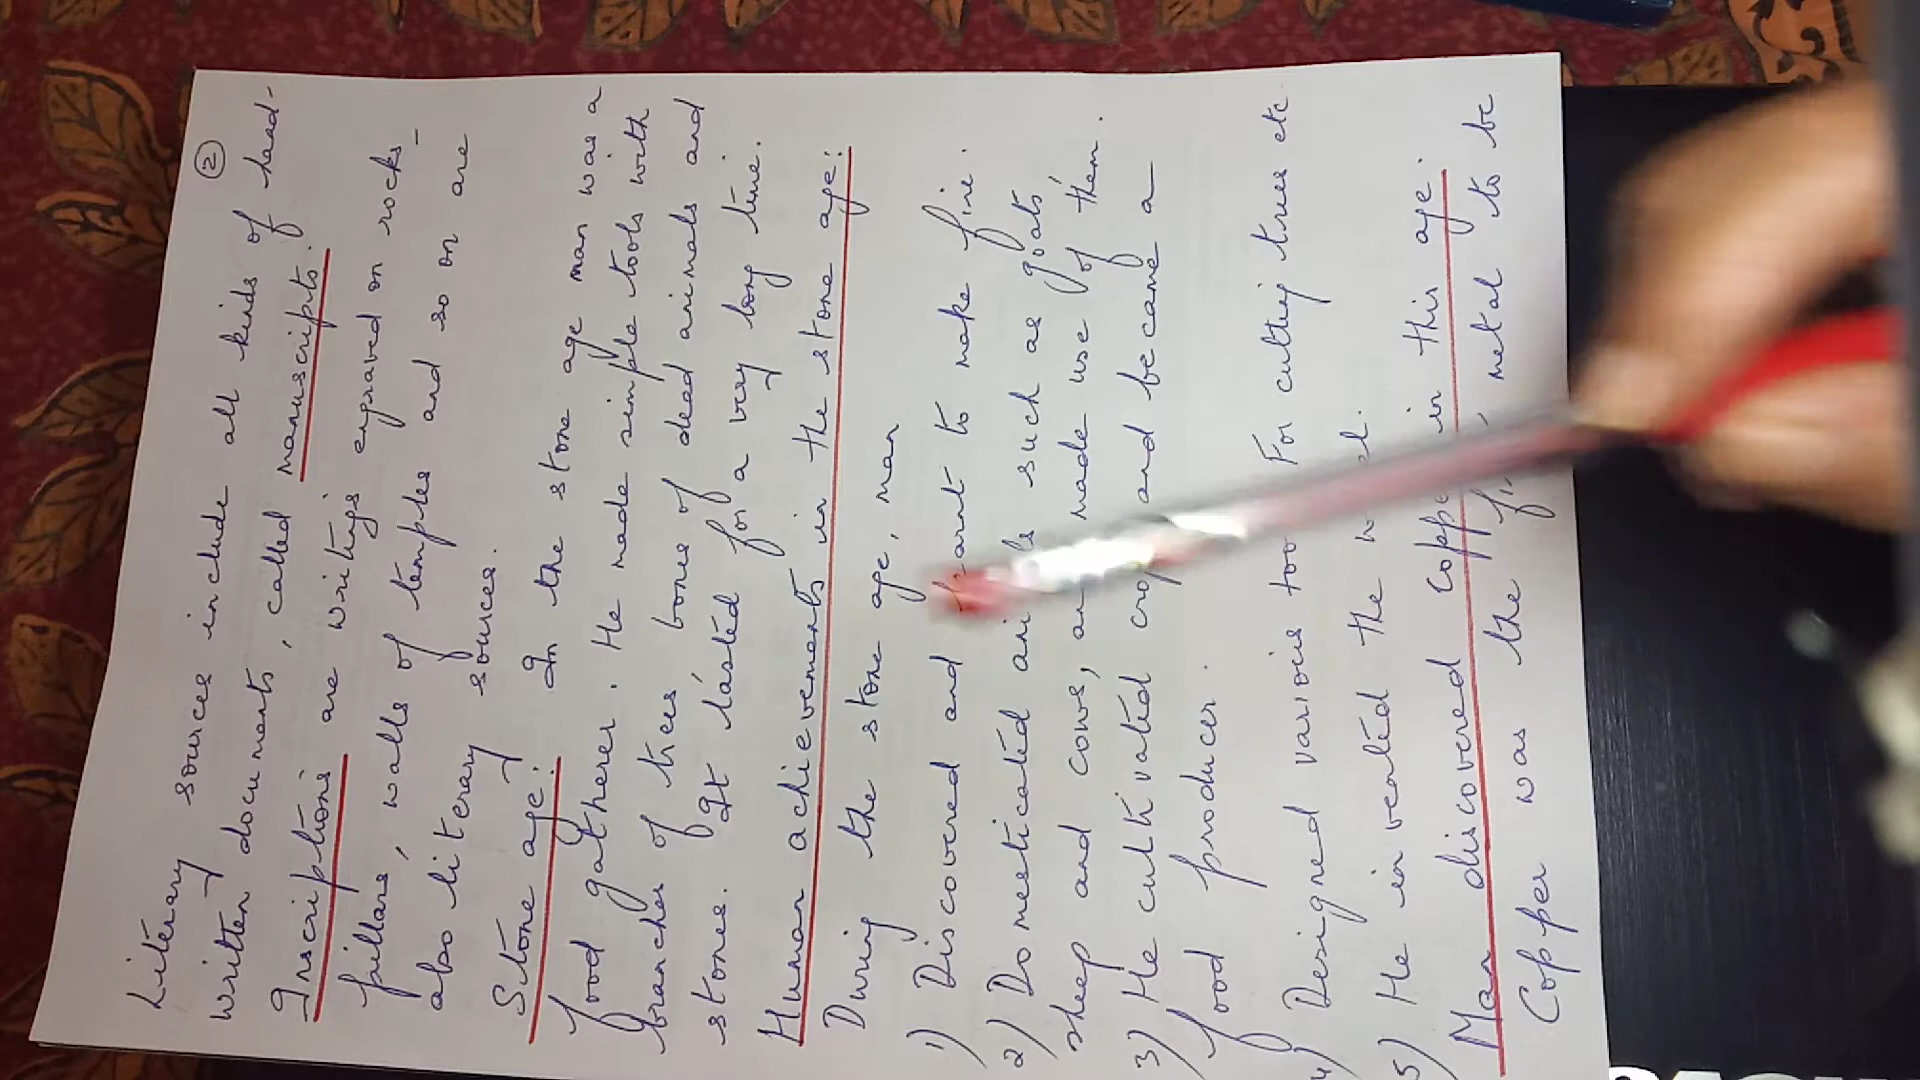 ②
Literary sources include all kinds of hand-
written documents, called manuscripts.
Inscriptions are writings engraved on rocks-
pillars, walls of temples and so on are
also literary sources.
Stone age: In the stone age man was a
food gatherer. He made simple tools with
branches of trees bone of dead animals and
stones. It lasted for a very long time.
Human achievements in the stone age:
During the stone age, man
1) Discovered and to make fire.
2) Domesticated such as goats
sheep and cows, made use of them.
3) He cultivated and became a
food producer.
4) Designed various For cutting trees etc.
5) He invented the
Man discovered in this age:
Copper was the metal to be